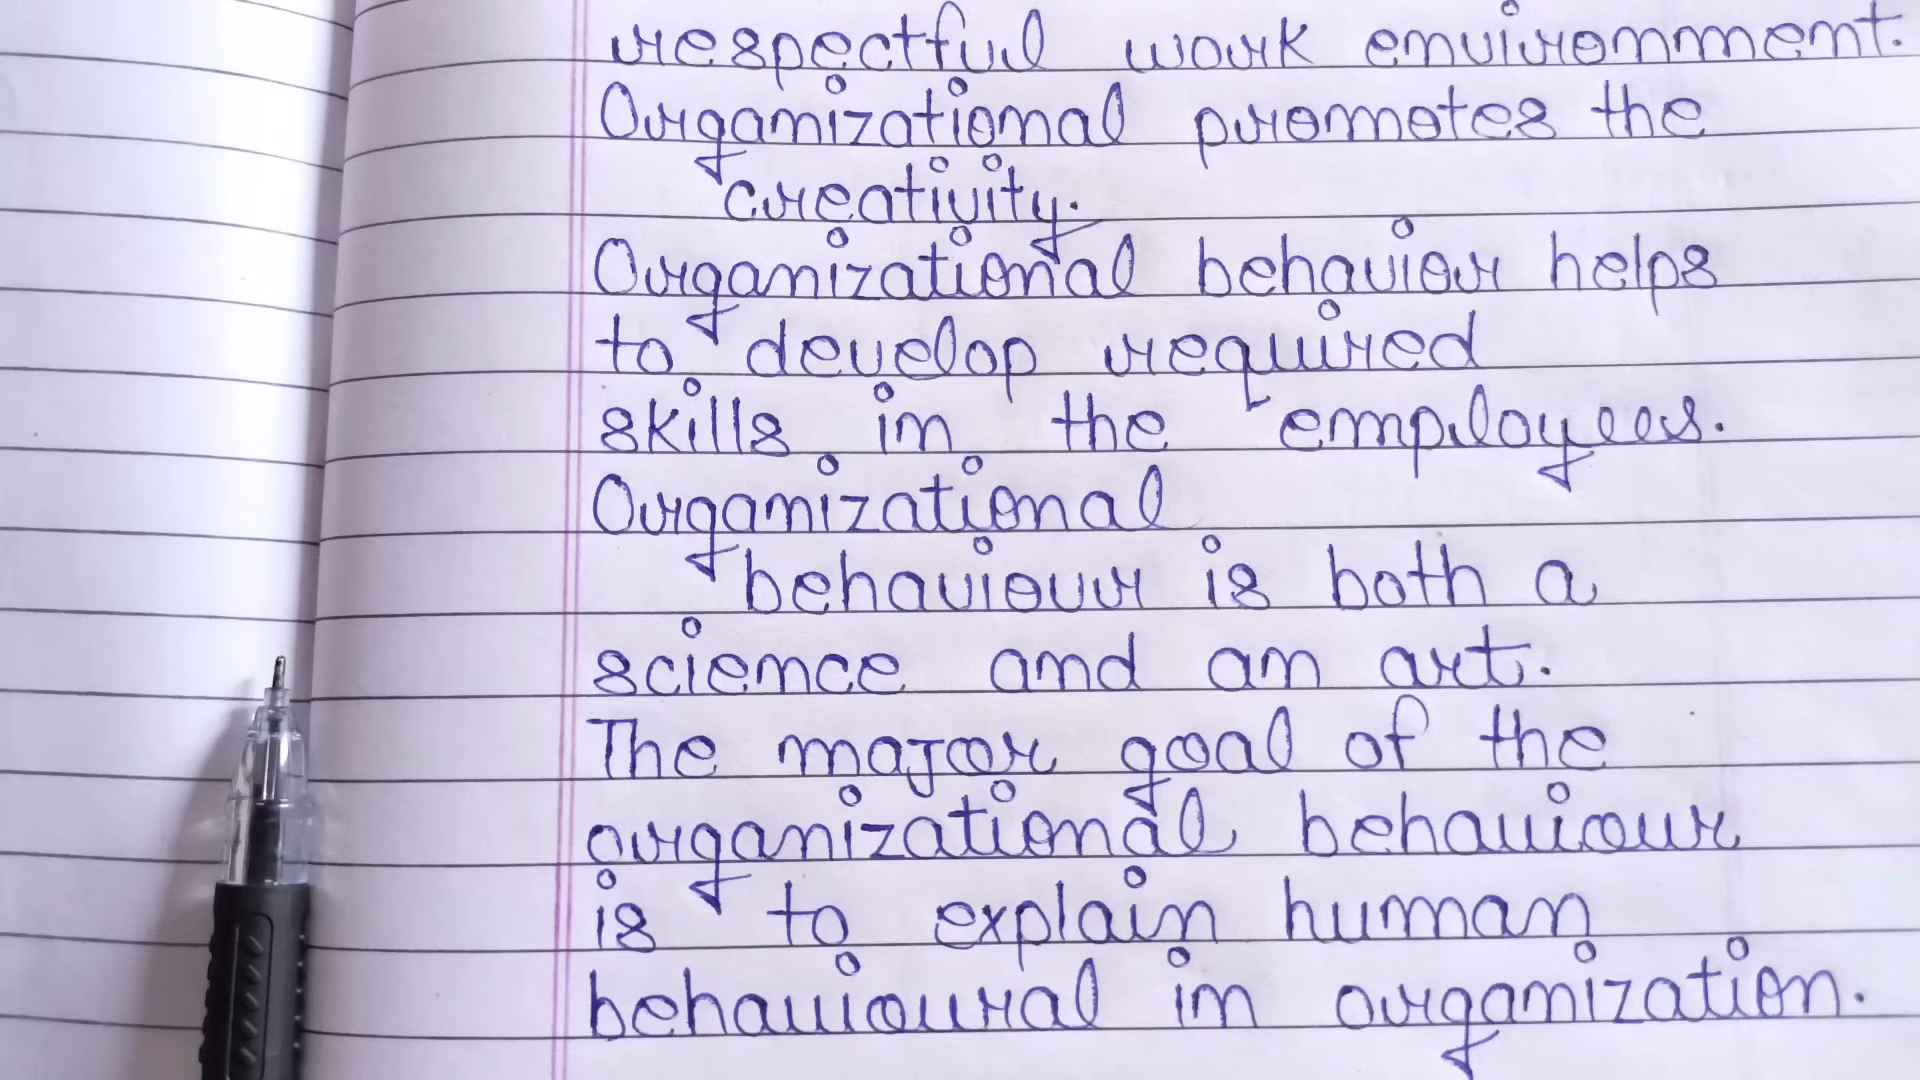 respectful work environment.
Organizational promotes the
creativity.
Organizational behavior helps
to develop required
skills in the employees.
Organizational
behaviour is both a
science and an art.
The major goal of the
organizational behaviour
is to explain human
behavioural in organization.